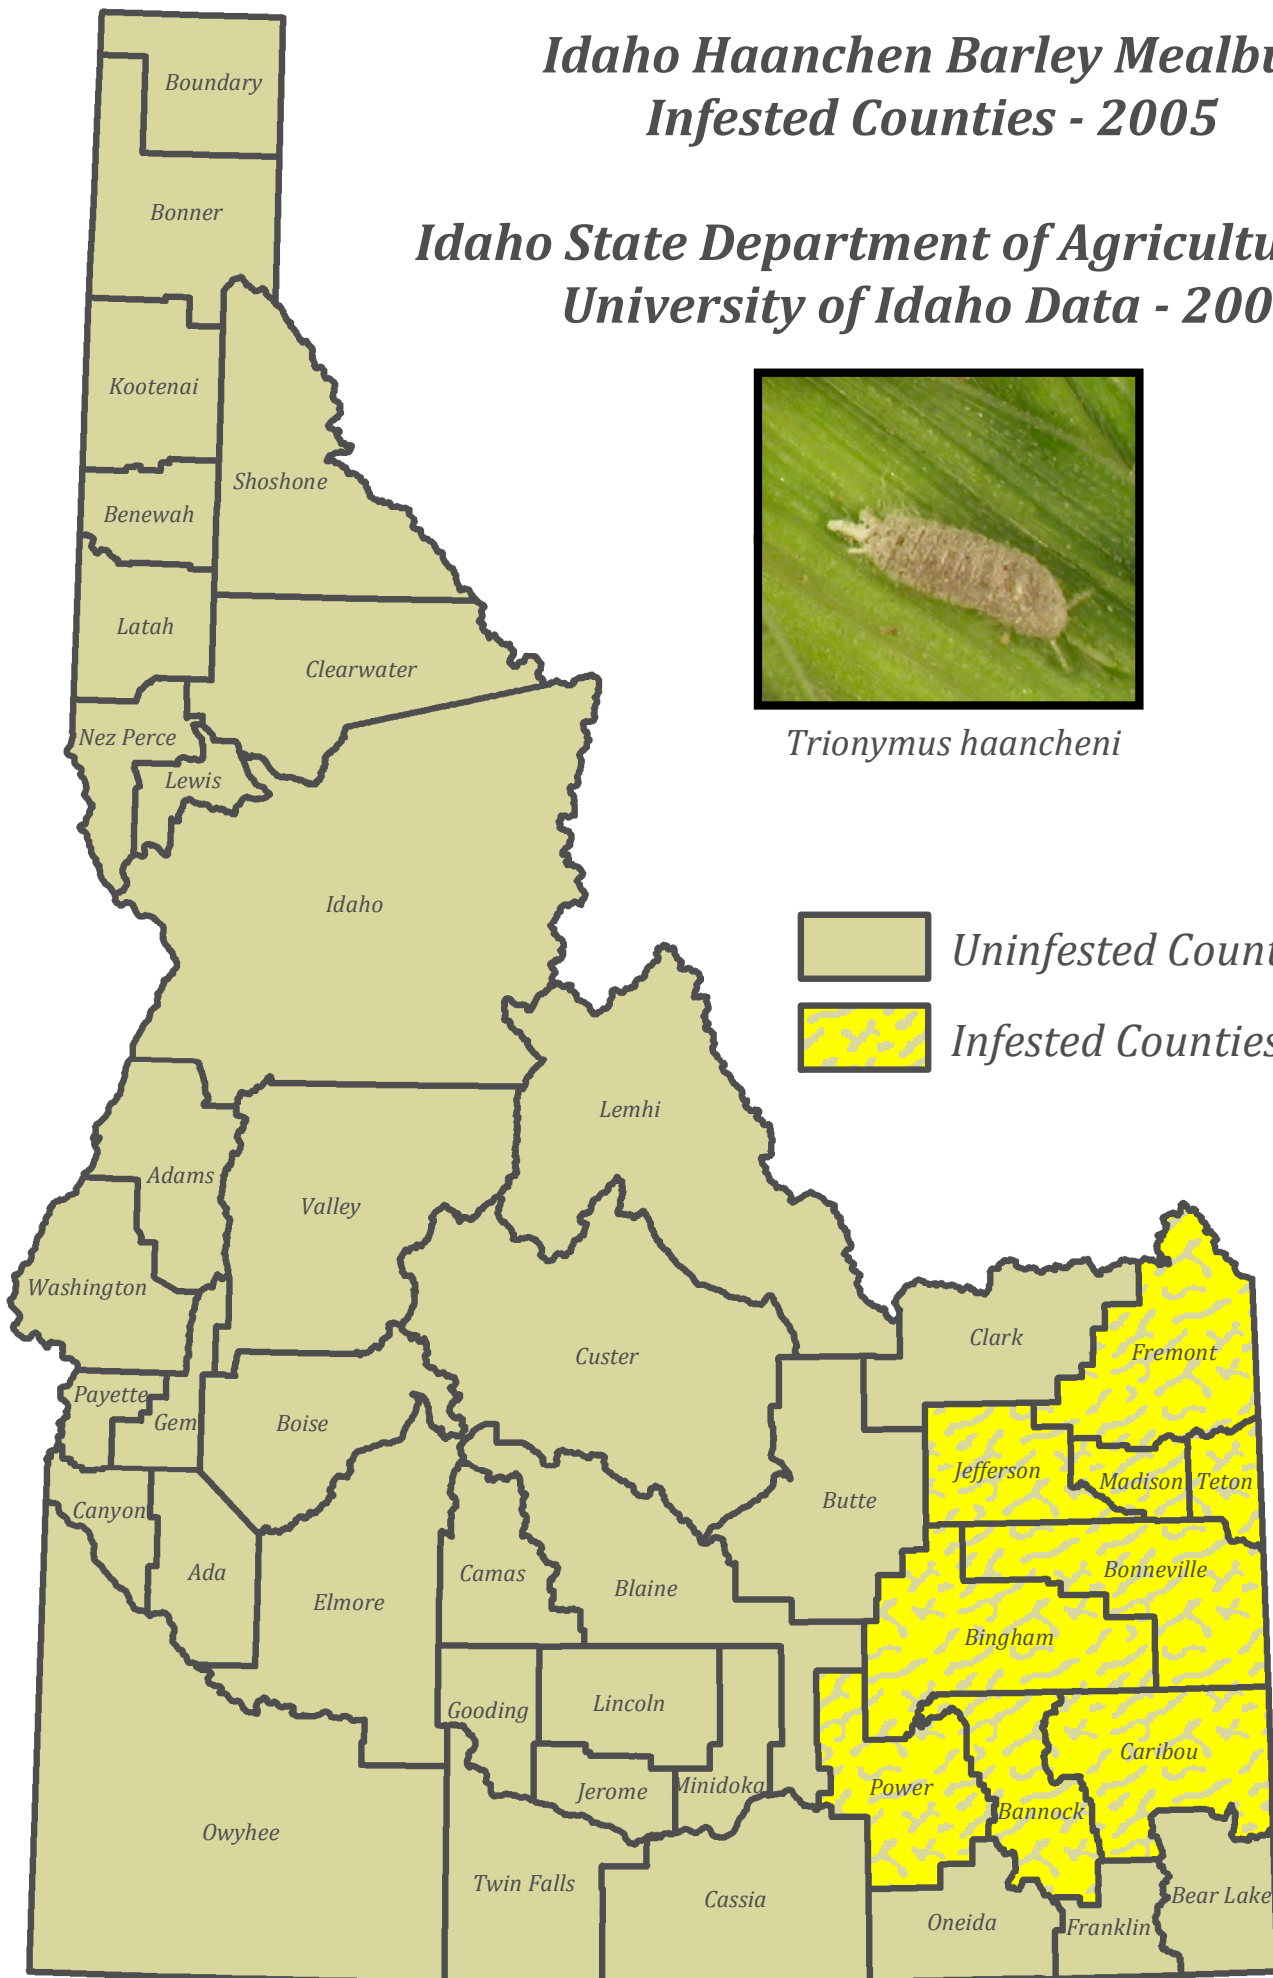 Idaho Haanchen Barley Mealbu
Infested Counties - 2005
Idaho State Department of Agricultu
University of Idaho Data - 200
Boundary
Bonner
Kootenai
Shoshone
Benewah
Latah
Clearwater
Nez Perce
Trionymus haancheni
Lewis
Idaho
Uninfested Count
Infested Counties
Lemhi
Adams
Valley
Washington
Clark
Fremont
Custer
Payette
Gem
Boise
Jefferson
Madison
Teton
Butte
Canyon
Ada
Camas
Blaine
Bonneville
Elmore
Bingham
Gooding
Lincoln
Caribou
Jerome
Minidoka
Power
Bannock
Owyhee
Twin Falls
Cassia
Bear Lake
Oneida
Franklin